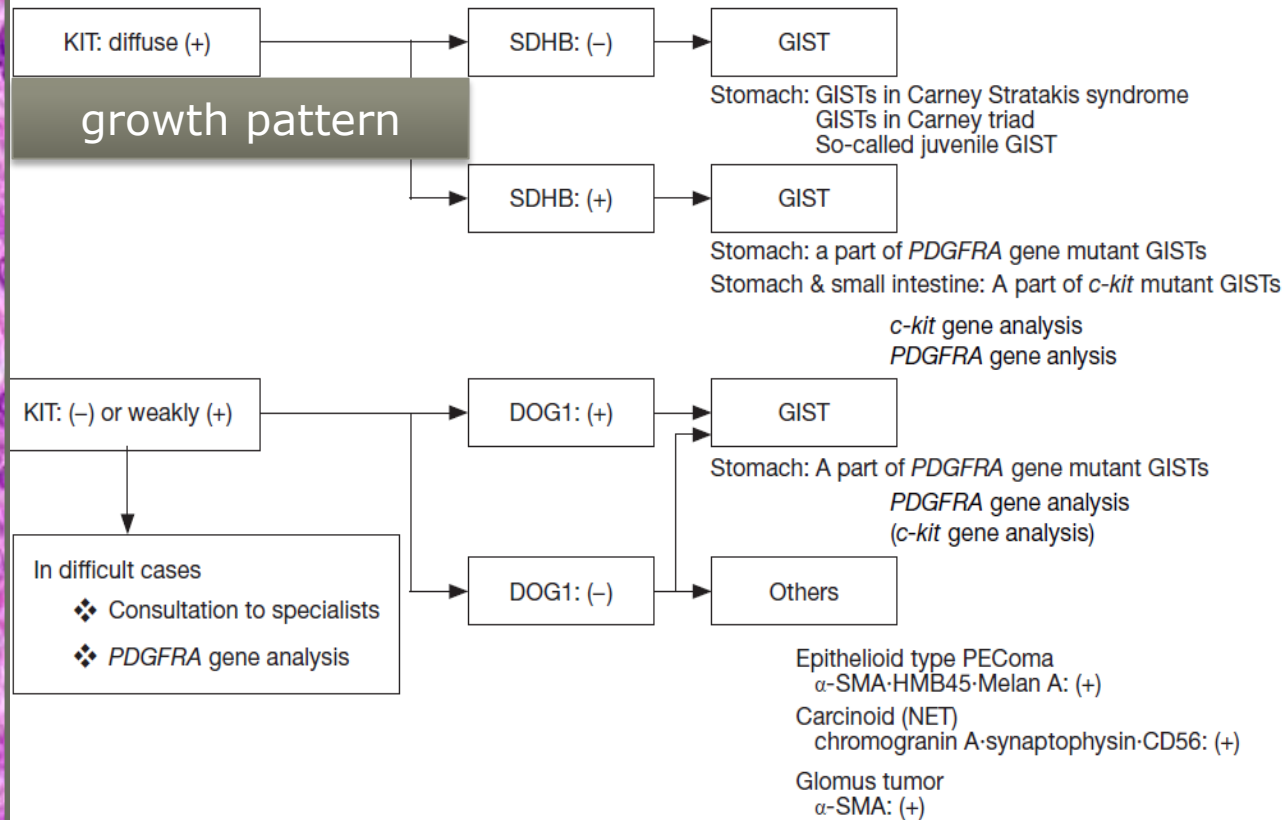 KIT: diffuse (+)
SDHB: (–)
GIST
growth pattern
Stomach: GISTs in Carney Stratakis syndrome
GISTs in Carney triad
So-called juvenile GIST
SDHB: (+)
GIST
Stomach: a part of PDGFRA gene mutant GISTs
Stomach & small intestine: A part of c-kit mutant GISTs
c-kit gene analysis
PDGFRA gene anlysis
KIT: (–) or weakly (+)
DOG1: (+)
GIST
Stomach: A part of PDGFRA gene mutant GISTs
PDGFRA gene analysis
(c-kit gene analysis)
In difficult cases
❖ Consultation to specialists
❖ PDGFRA gene analysis
DOG1: (–)
Others
Epithelioid type PEComa
α-SMA·HMB45·Melan A: (+)
Carcinoid (NET)
chromogranin A·synaptophysin·CD56: (+)
Glomus tumor
α-SMA: (+)